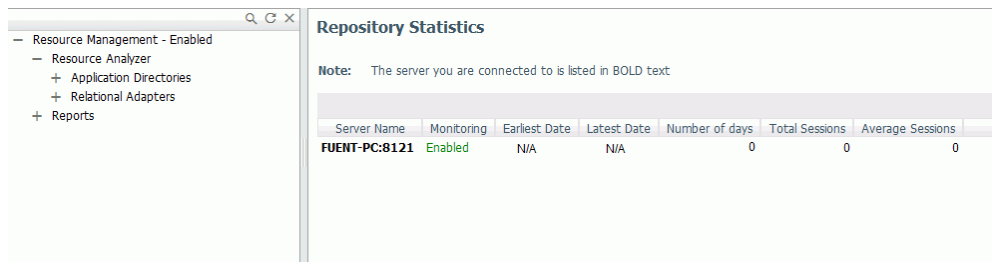 Resource Management - Enabled
Resource Analyzer
Application Directories
Relational Adapters
Reports
Repository Statistics
Note: The server you are connected to is listed in BOLD text
Server Name Monitoring Earliest Date Latest Date Number of days Total Sessions Average Sessions
FUENT-PC:8121 Enabled N/A N/A 0 0 0